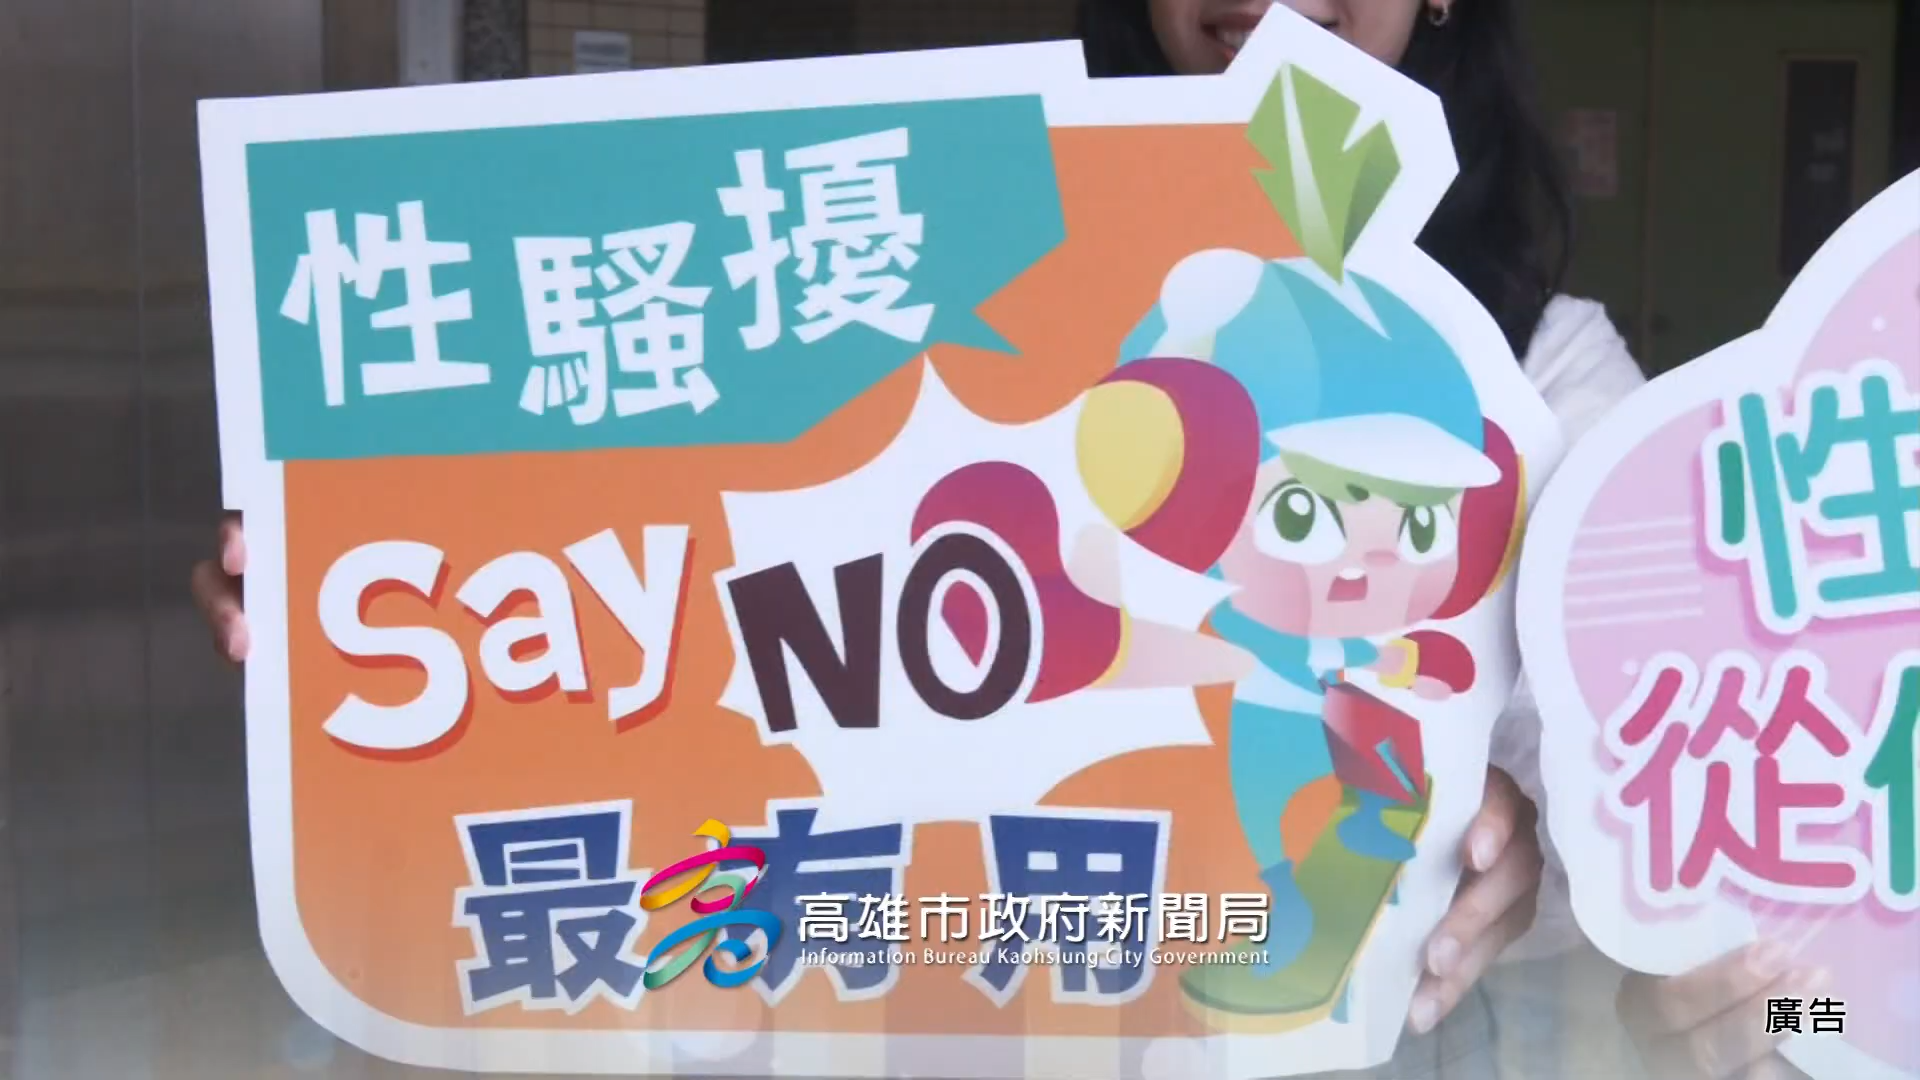 性騷擾
Say NO
最有用
性
從
高雄市政府新聞局
Information Bureau Kaohsiung City Government
廣告